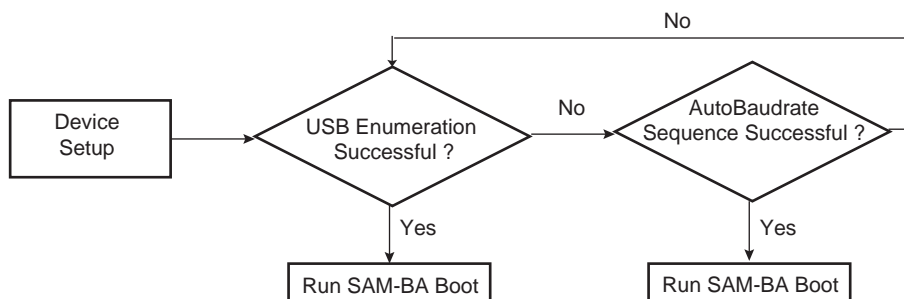 No
Device
Setup
USB Enumeration
Successful ?
No
AutoBaudrate
Sequence Successful ?
Yes
Yes
Run SAM-BA Boot
Run SAM-BA Boot